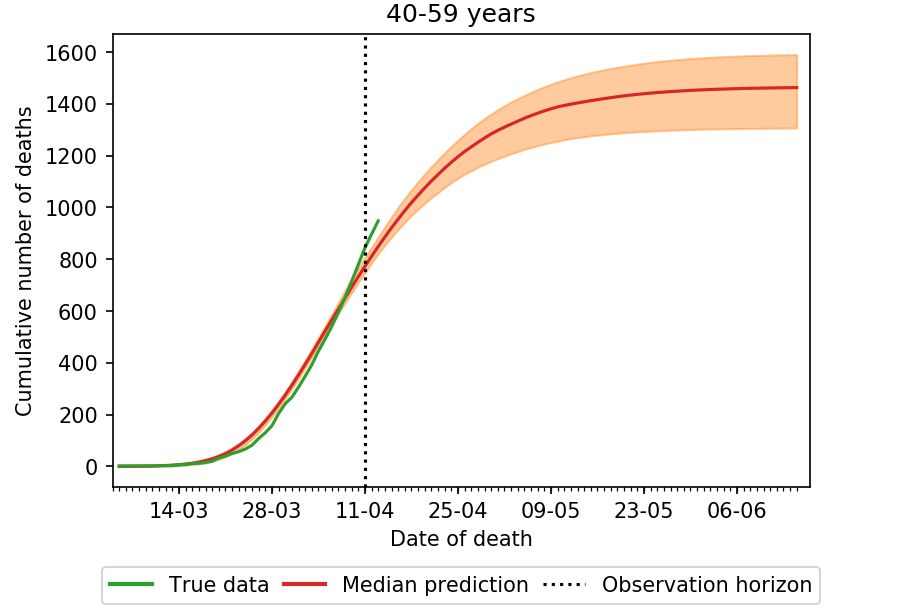 40-59 years
Cumulative number of deaths
1600
1400
1200
1000
800
600
400
200
0
14-03 28-03 11-04 25-04 09-05 23-05 06-06
Date of death
True data Median prediction Observation horizon